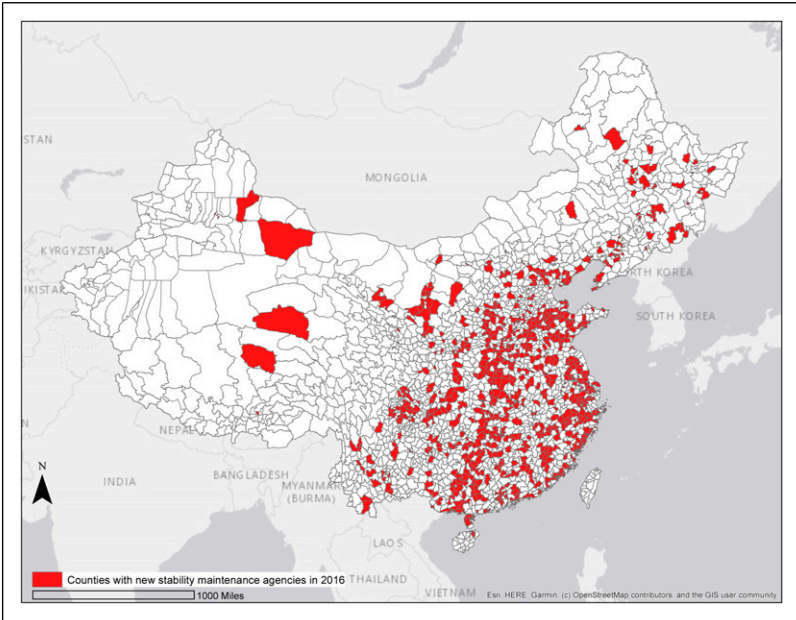 STAN
MONGOLIA
KYRGYZSTAN
IKISTAN
RTH KOREA
SOUTH KOREA
N
NEPAL
INDIA
BANGLADESH
MYANMAR
(BURMA)
LAOS
THAILAND
VIETNAM
N
Counties with new stability maintenance agencies in 2016
1000 Miles
Esri, HERE, Garmin, (c) OpenStreetMap contributors, and the GIS user community